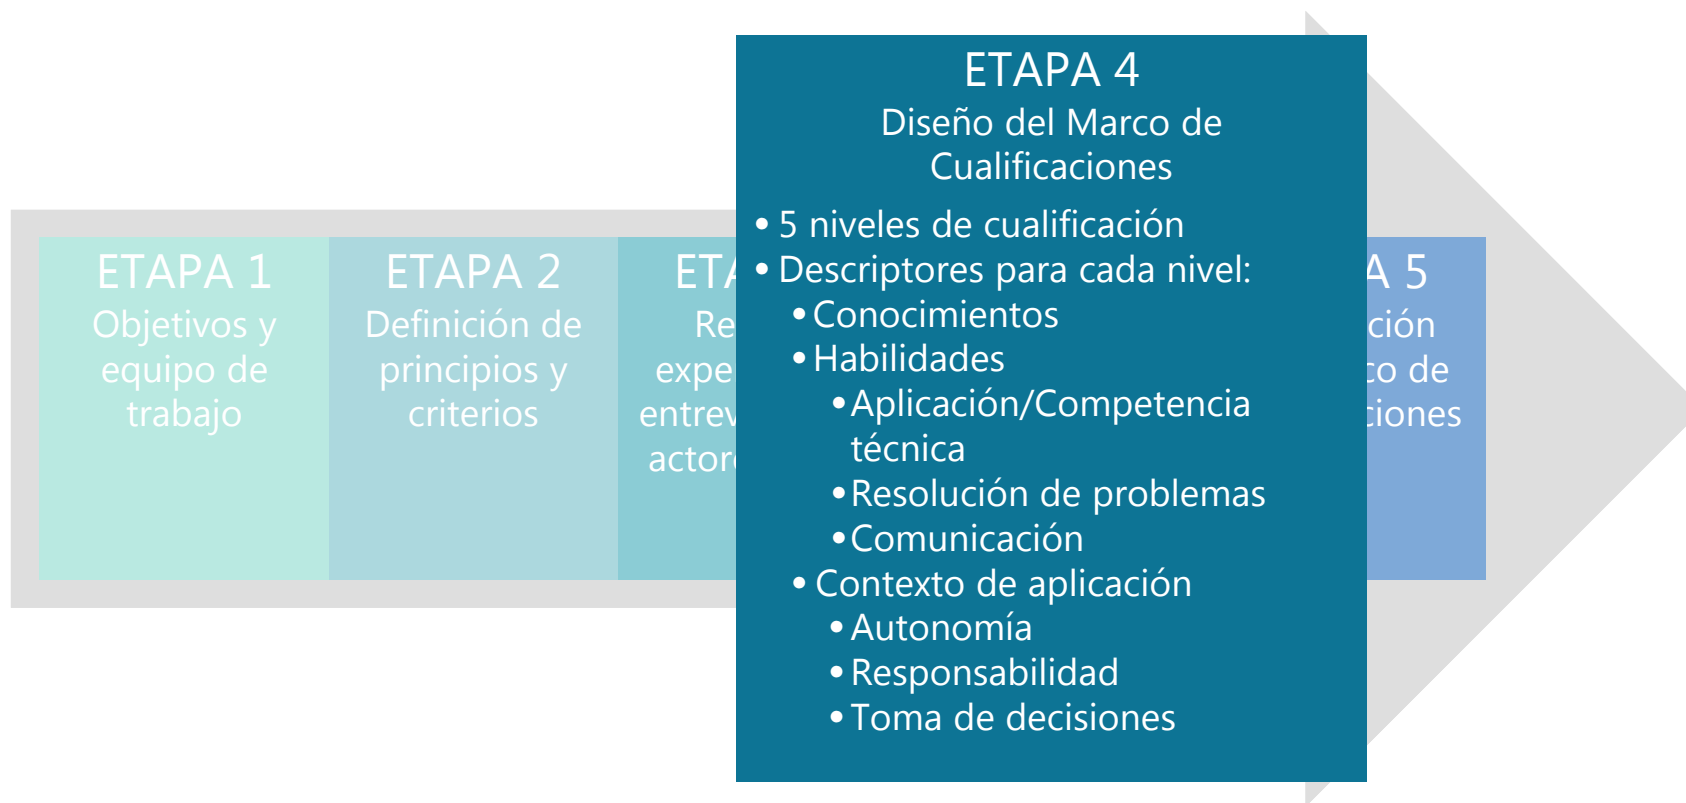 ETAPA 1
Objetivos y
equipo de
trabajo
ETAPA 2
Definición de
principios y
criterios
ETAPA 4
Diseño del Marco de
Cualificaciones
• 5 niveles de cualificación
• Descriptores para cada nivel:
• Conocimientos
• Habilidades
• Aplicación/Competencia
técnica
• Resolución de problemas
• Comunicación
• Contexto de aplicación
• Autonomía
• Responsabilidad
• Toma de decisiones
5
de